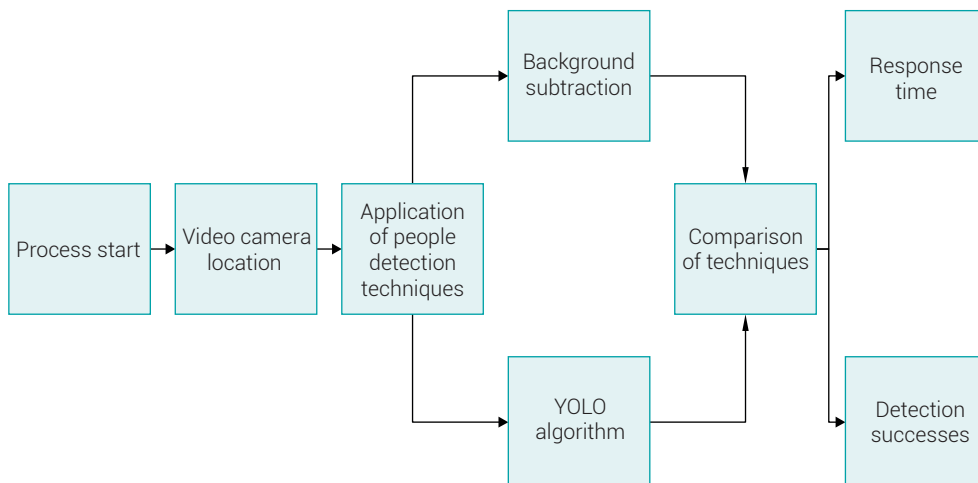 Process start
Video camera
location
Application
of people
detection
techniques
Background
subtraction
YOLO
algorithm
Comparison
of techniques
Response
time
Detection
successes